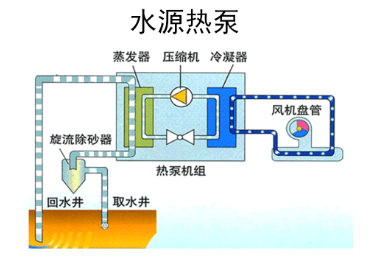 水源热泵
蒸发器 压缩机 冷凝器
风机盘管
旋流除砂器
热泵机组
回水井 取水井